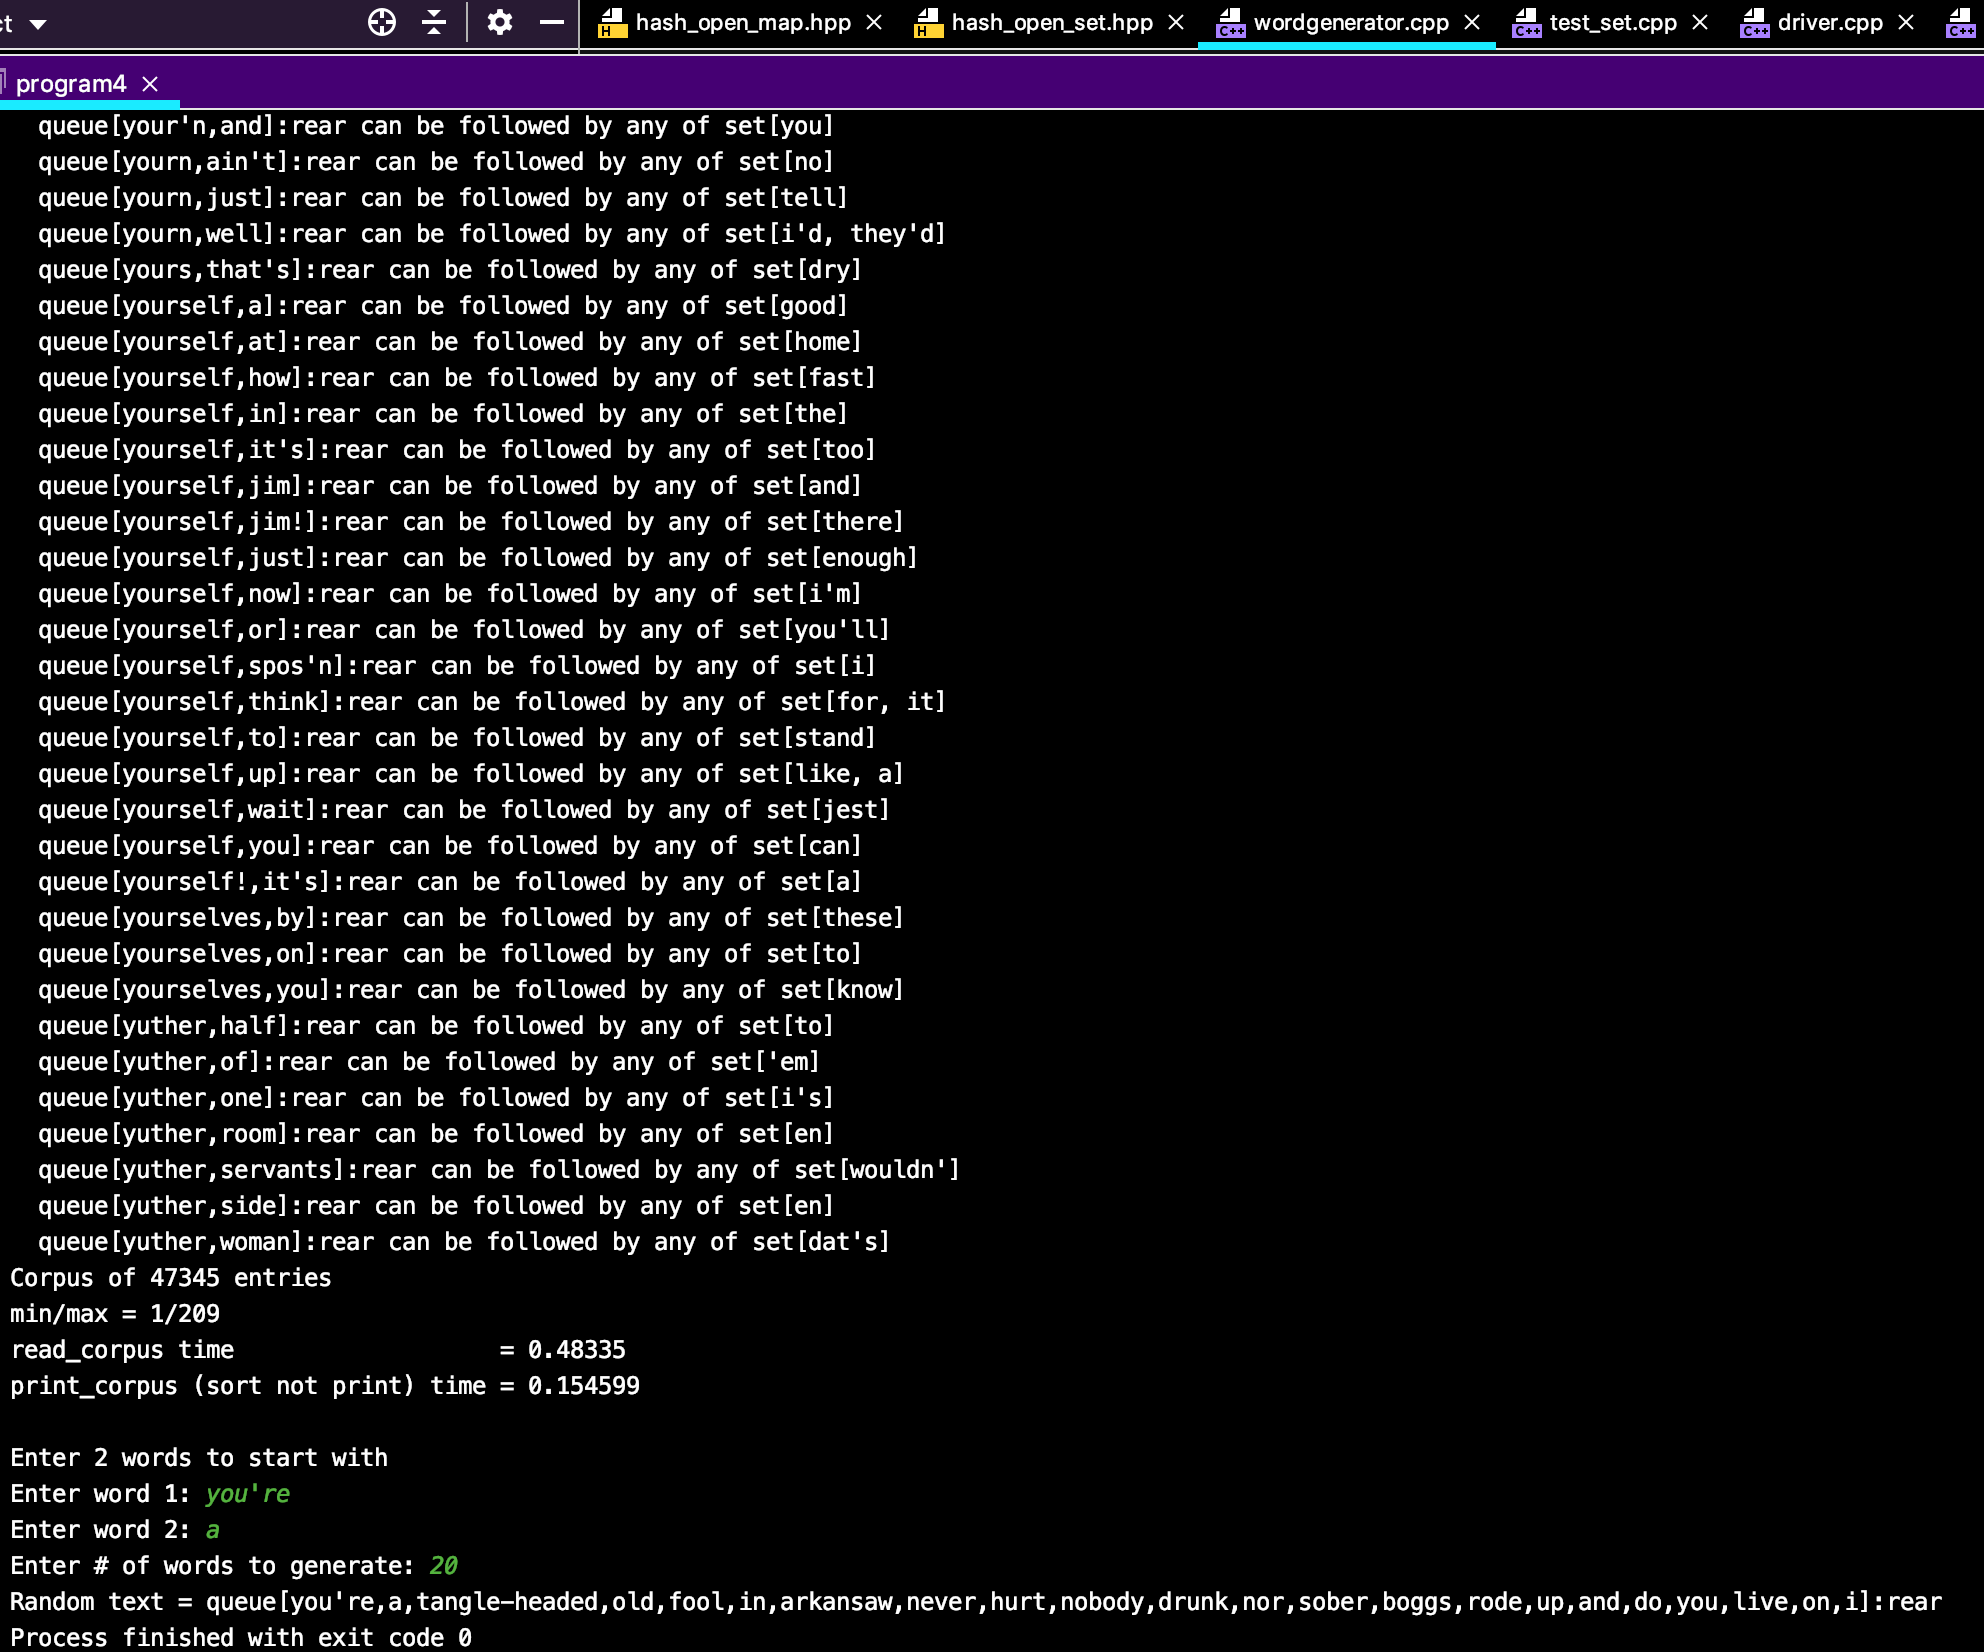 ct
hash_open_map.hpp hash_open_set.hpp wordgenerator.cpp test_set.cpp driver.cpp
program4
queue[your'n,and]:rear can be followed by any of set[you]
queue[yourn,ain't]:rear can be followed by any of set[no]
queue[yourn,just]:rear can be followed by any of set[tell]
queue[yourn,well]:rear can be followed by any of set[i'd, they'd]
queue[yours,that's]:rear can be followed by any of set[dry]
queue[yourself,a]:rear can be followed by any of set[good]
queue[yourself,at]:rear can be followed by any of set[home]
queue[yourself,how]:rear can be followed by any of set[fast]
queue[yourself,in]:rear can be followed by any of set[the]
queue[yourself,it's]:rear can be followed by any of set[too]
queue[yourself,jim]:rear can be followed by any of set[and]
queue[yourself,jim!]:rear can be followed by any of set[there]
queue[yourself,just]:rear can be followed by any of set[enough]
queue[yourself,now]:rear can be followed by any of set[i'm]
queue[yourself,or]:rear can be followed by any of set[you'll]
queue[yourself,spos'n]:rear can be followed by any of set[i]
queue[yourself,think]:rear can be followed by any of set[for, it]
queue[yourself,to]:rear can be followed by any of set[stand]
queue[yourself,up]:rear can be followed by any of set[like, a]
queue[yourself,wait]:rear can be followed by any of set[jest]
queue[yourself,you]:rear can be followed by any of set[can]
queue[yourself!,it's]:rear can be followed by any of set[a]
queue[yourselves,by]:rear can be followed by any of set[these]
queue[yourselves,on]:rear can be followed by any of set[to]
queue[yourselves,you]:rear can be followed by any of set[know]
queue[yuther,half]:rear can be followed by any of set[to]
queue[yuther,of]:rear can be followed by any of set['em]
queue[yuther,one]:rear can be followed by any of set[i's]
queue[yuther,room]:rear can be followed by any of set[en]
queue[yuther,servants]:rear can be followed by any of set[wouldn']
queue[yuther,side]:rear can be followed by any of set[en]
queue[yuther,woman]:rear can be followed by any of set[dat's]
Corpus of 47345 entries
min/max = 1/209
read_corpus time = 0.48335
print_corpus (sort not print) time = 0.154599
Enter 2 words to start with
Enter word 1: you're
Enter word 2: a
Enter # of words to generate: 20
Random text = queue[you're,a,tangle-headed,old,fool,in,arkansaw,never,hurt,nobody,drunk,nor,sober,boggs,rode,up,and,do,you,live,on,i]:rear
Process finished with exit code 0